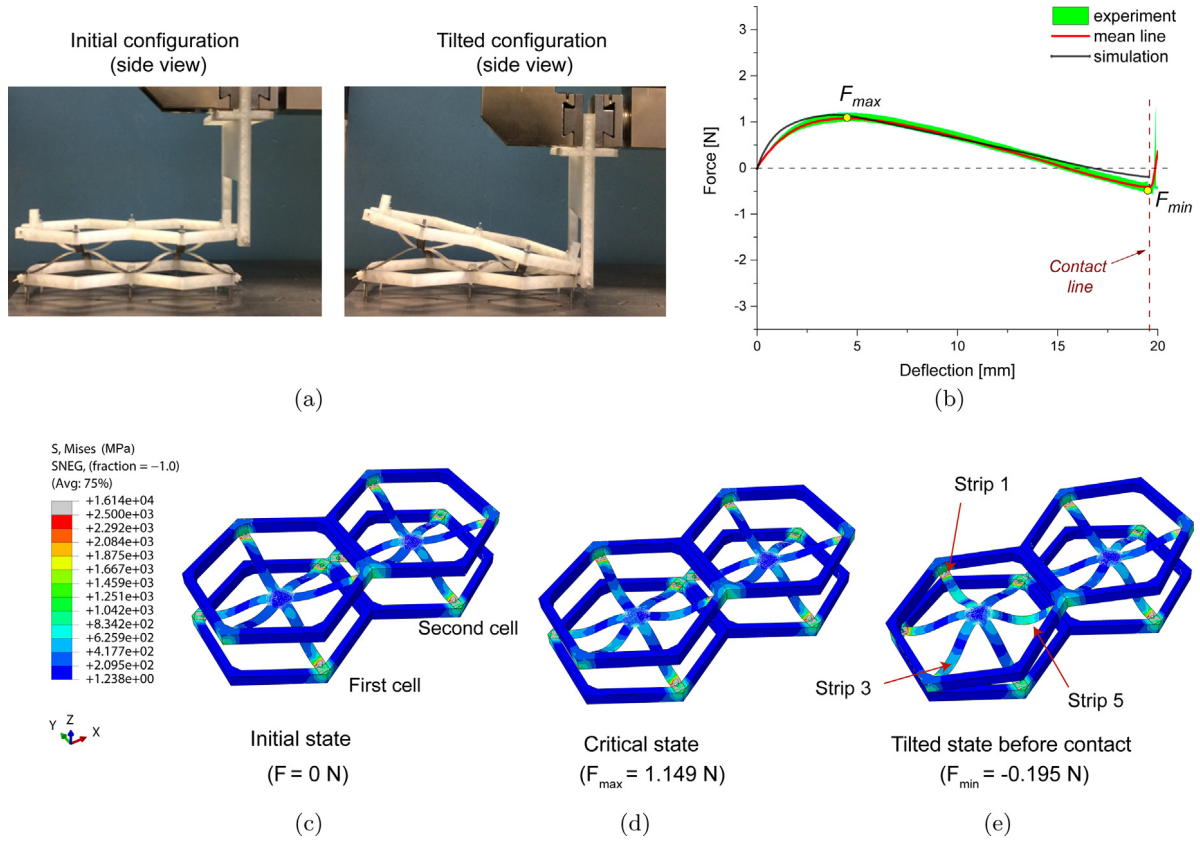 Initial configuration
(side view)
Tilted configuration
(side view)
(a)
experiment
mean line
simulation
3
2
1
0
-1
-2
-3
Force [N]
F_max
F_min
Contact
line
0
5
10
15
20
Deflection [mm]
(b)
S, Mises (MPa)
SNEG, (fraction = −1.0)
(Avg: 75%)
+1.614e+04
+2.500e+03
+2.292e+03
+2.084e+03
+1.875e+03
+1.667e+03
+1.459e+03
+1.251e+03
+1.042e+03
+8.342e+02
+6.259e+02
+4.177e+02
+2.095e+02
+1.238e+00
Y Z X
Second cell
First cell
Initial state
(F = 0 N)
(c)
Critical state
(F_max = 1.149 N)
(d)
Strip 1
Strip 3
Strip 5
Tilted state before contact
(F_min = -0.195 N)
(e)